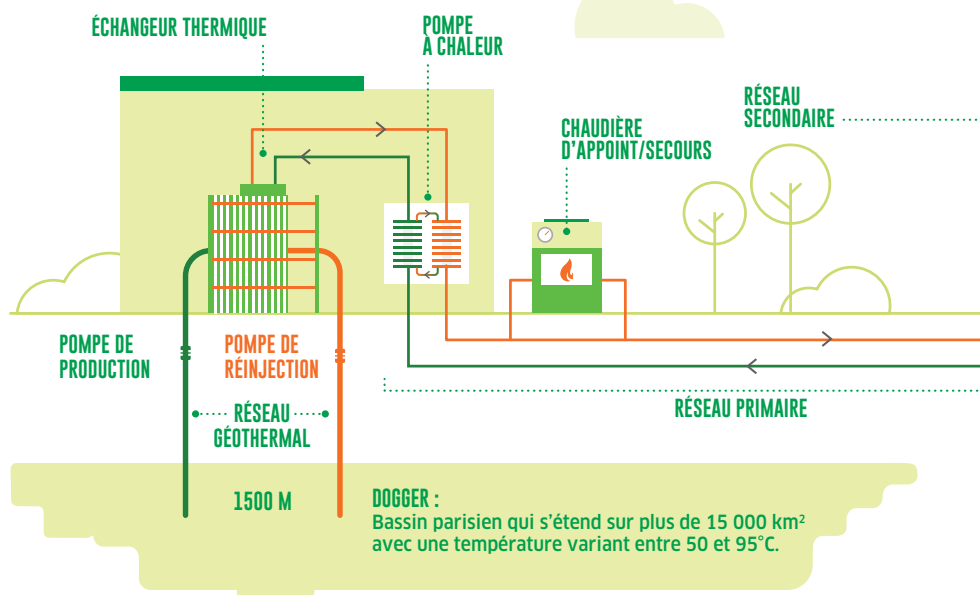 ÉCHANGEUR THERMIQUE
POMPE
À CHALEUR
CHAUDIÈRE
D'APPOINT/SECOURS
RÉSEAU
SECONDAIRE
POMPE DE
PRODUCTION
POMPE DE
RÉINJECTION
RÉSEAU
GÉOTHERMAL
RÉSEAU PRIMAIRE
1500 M
DOGGER :
Bassin parisien qui s'étend sur plus de 15 000 km²
avec une température variant entre 50 et 95°C.